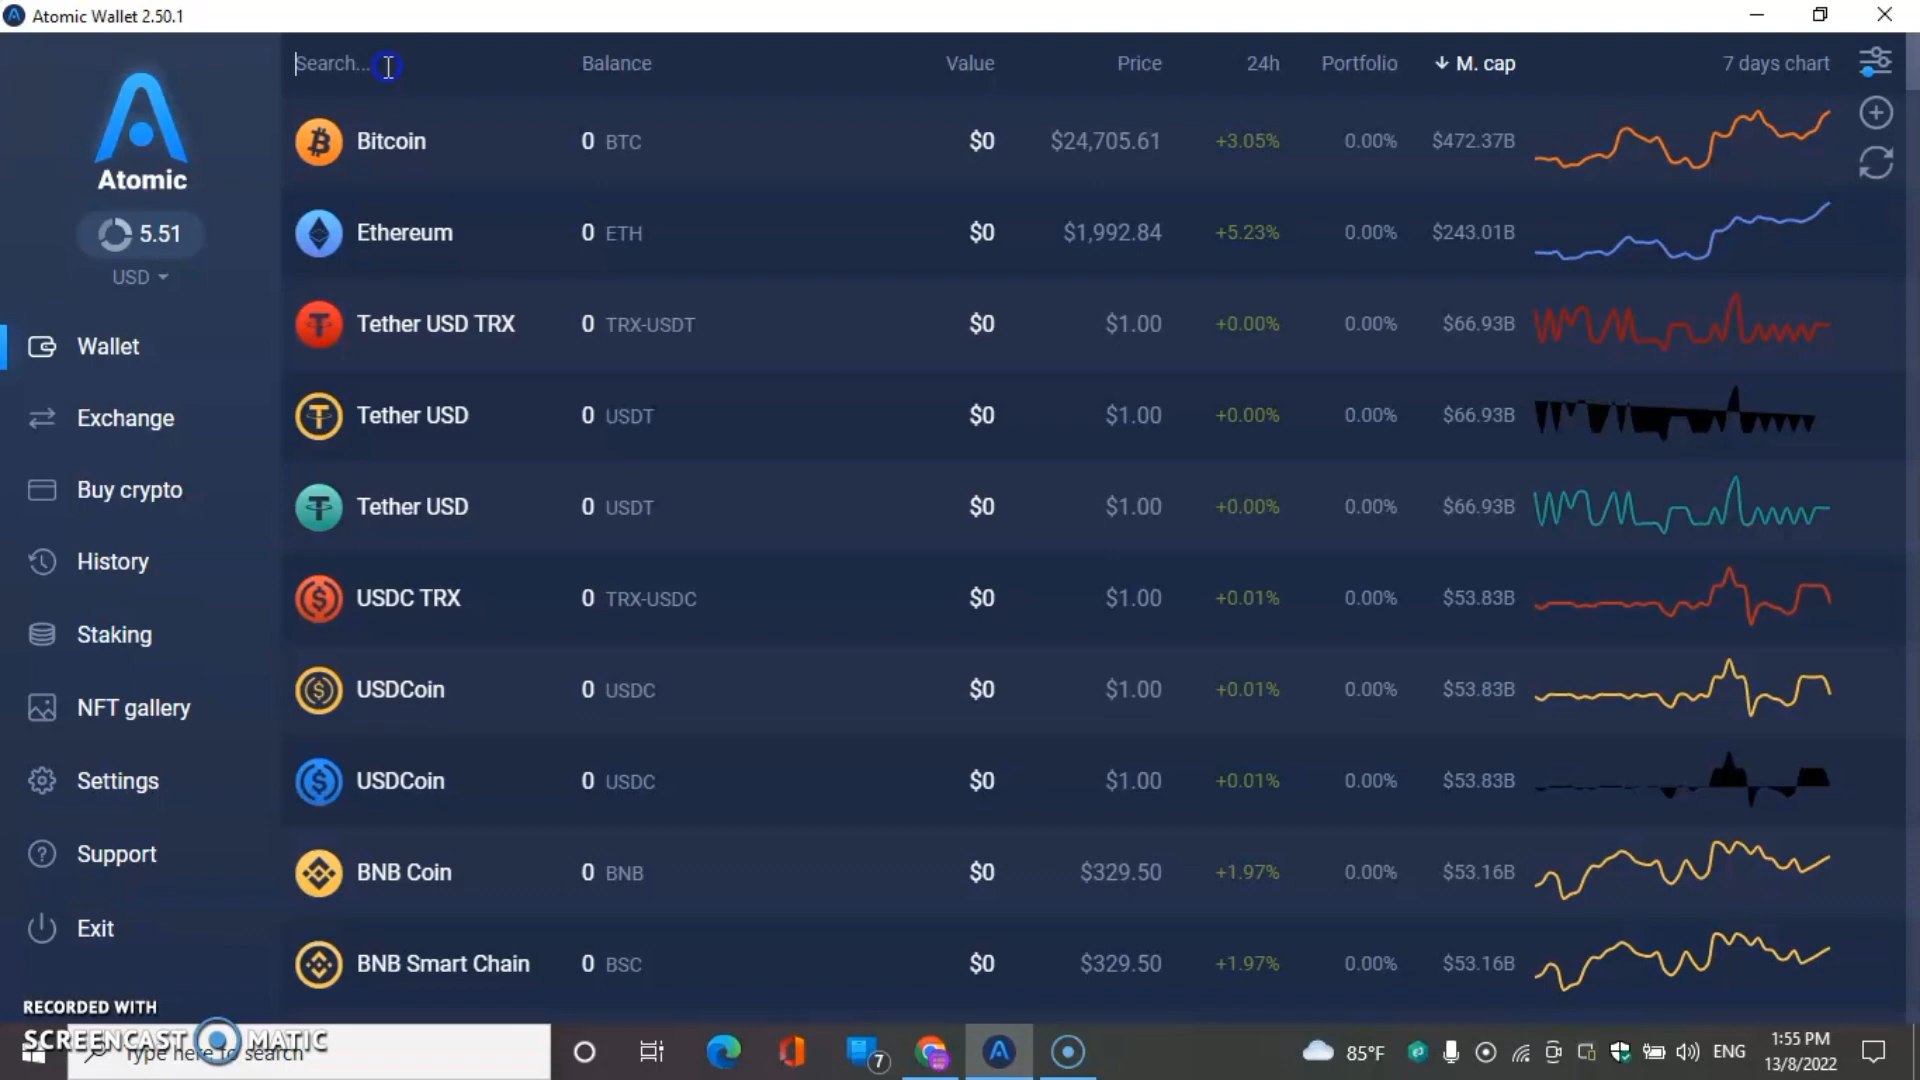 Atomic Wallet 2.50.1
Atomic
5.51
USD
Wallet
Exchange
Buy crypto
History
Staking
NFT gallery
Settings
Support
Exit
Search... Balance Value Price 24h Portfolio M. cap 7 days chart
Bitcoin 0 BTC $0 $24,705.61 +3.05% 0.00% $472.37B
Ethereum 0 ETH $0 $1,992.84 +5.23% 0.00% $243.01B
Tether USD TRX 0 TRX-USDT $0 $1.00 +0.00% 0.00% $66.93B
Tether USD 0 USDT $0 $1.00 +0.00% 0.00% $66.93B
Tether USD 0 USDT $0 $1.00 +0.00% 0.00% $66.93B
USDC TRX 0 TRX-USDC $0 $1.00 +0.01% 0.00% $53.83B
USDCoin 0 USDC $0 $1.00 +0.01% 0.00% $53.83B
USDCoin 0 USDC $0 $1.00 +0.01% 0.00% $53.83B
BNB Coin 0 BNB $0 $329.50 +1.97% 0.00% $53.16B
BNB Smart Chain 0 BSC $0 $329.50 +1.97% 0.00% $53.16B
RECORDED WITH
SCREENCAST MATIC
Type here to search
7
85°F
ENG
1:55 PM
13/8/2022